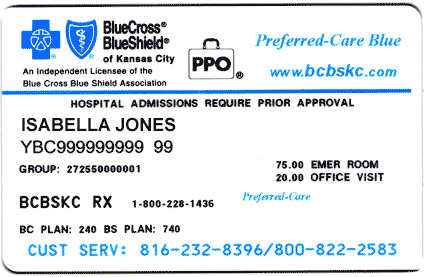 BlueCross® BlueShield® of Kansas City
An Independent Licensee of the Blue Cross Blue Shield Association
PPO®
Preferred-Care Blue
www.bcbskc.com
HOSPITAL ADMISSIONS REQUIRE PRIOR APPROVAL
ISABELLA JONES
YBC999999999 99
GROUP: 272550000001
75.00 EMER ROOM
20.00 OFFICE VISIT
BCBSKC RX 1-800-228-1436
Preferred-Care
BC PLAN: 240 BS PLAN: 740
CUST SERV: 816-232-8396/800-822-2583